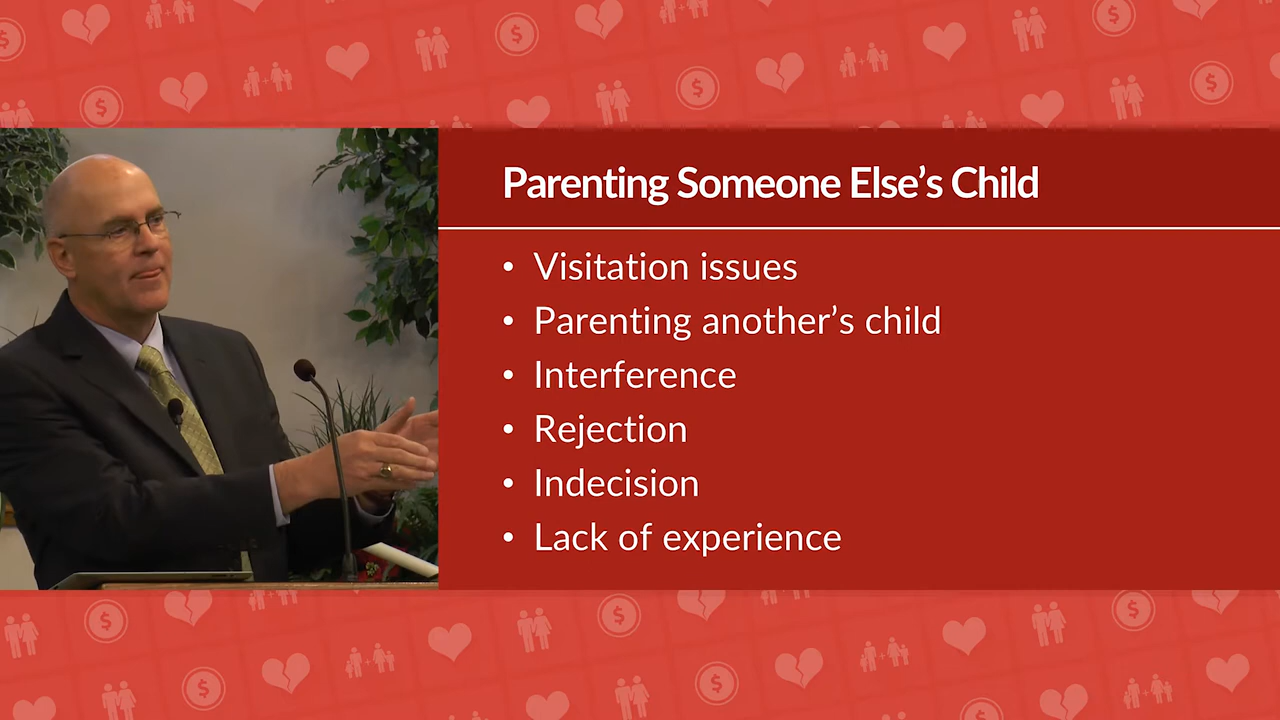 Parenting Someone Else’s Child
• Visitation issues
• Parenting another’s child
• Interference
• Rejection
• Indecision
• Lack of experience